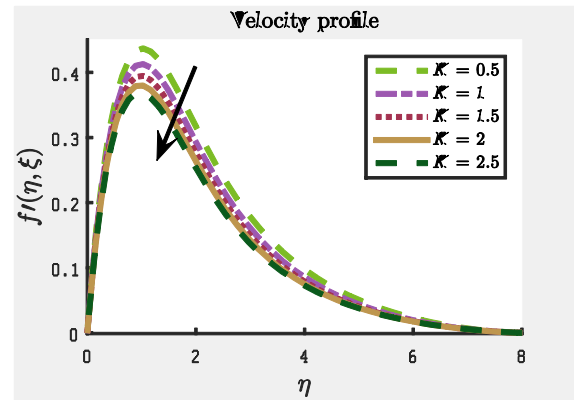 Velocity profile
f′(η,ξ)
0.4
0.3
0.2
0.1
0
0 2 4 6 8
η
K = 0.5
K = 1
K = 1.5
K = 2
K = 2.5